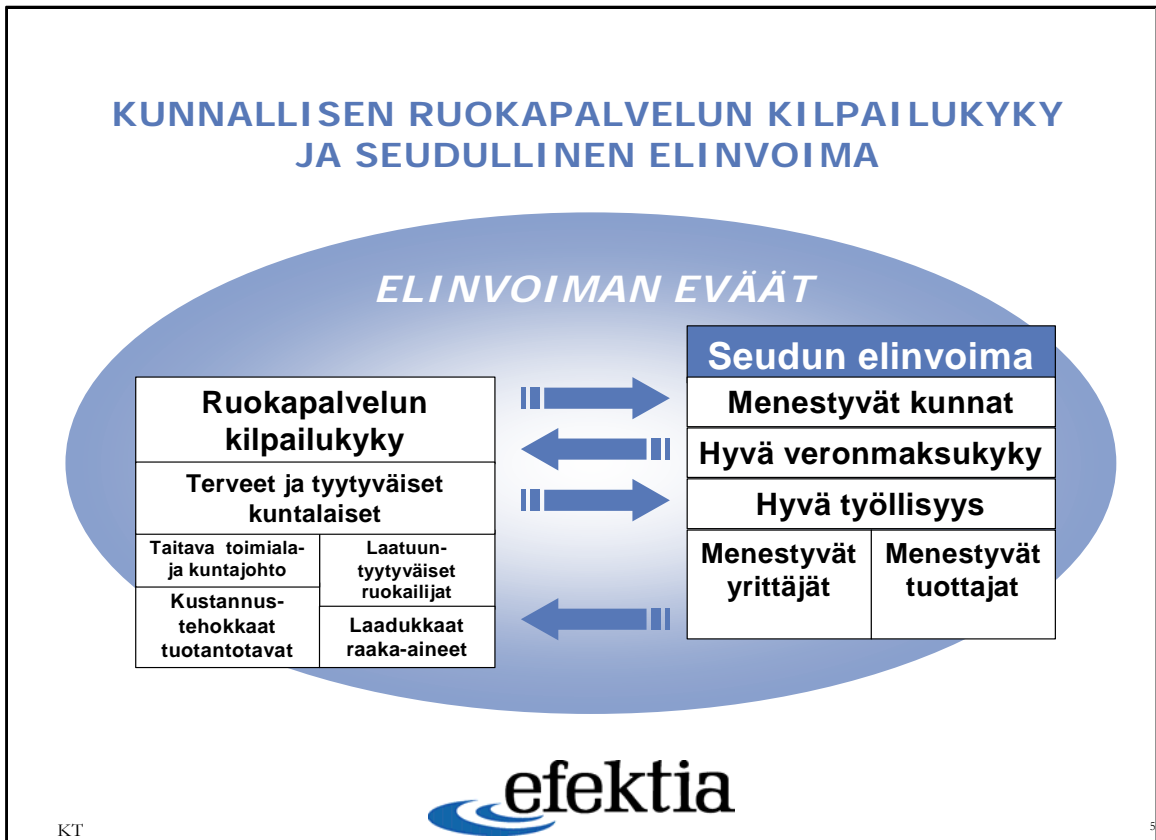 KUNNALLISEN RUOKAPALVELUN KILPAILUKYKY
JA SEUDULLINEN ELINVOIMA
ELINVOIMAN EVÄÄT
Ruokapalvelun
kilpailukyky
Terveet ja tyytyväiset
kuntalaiset
Taitava toimiala-
ja kuntajohto
Kustannus-
tehokkaat
tuotantotavat
Laatuun-
tyytyväiset
ruokailijat
Laadukkaat
raaka-aineet
Seudun elinvoima
Menestyvät kunnat
Hyvä veronmaksukyky
Hyvä työllisyys
Menestyvät
yrittäjät
Menestyvät
tuottajat
efektia
KT
5